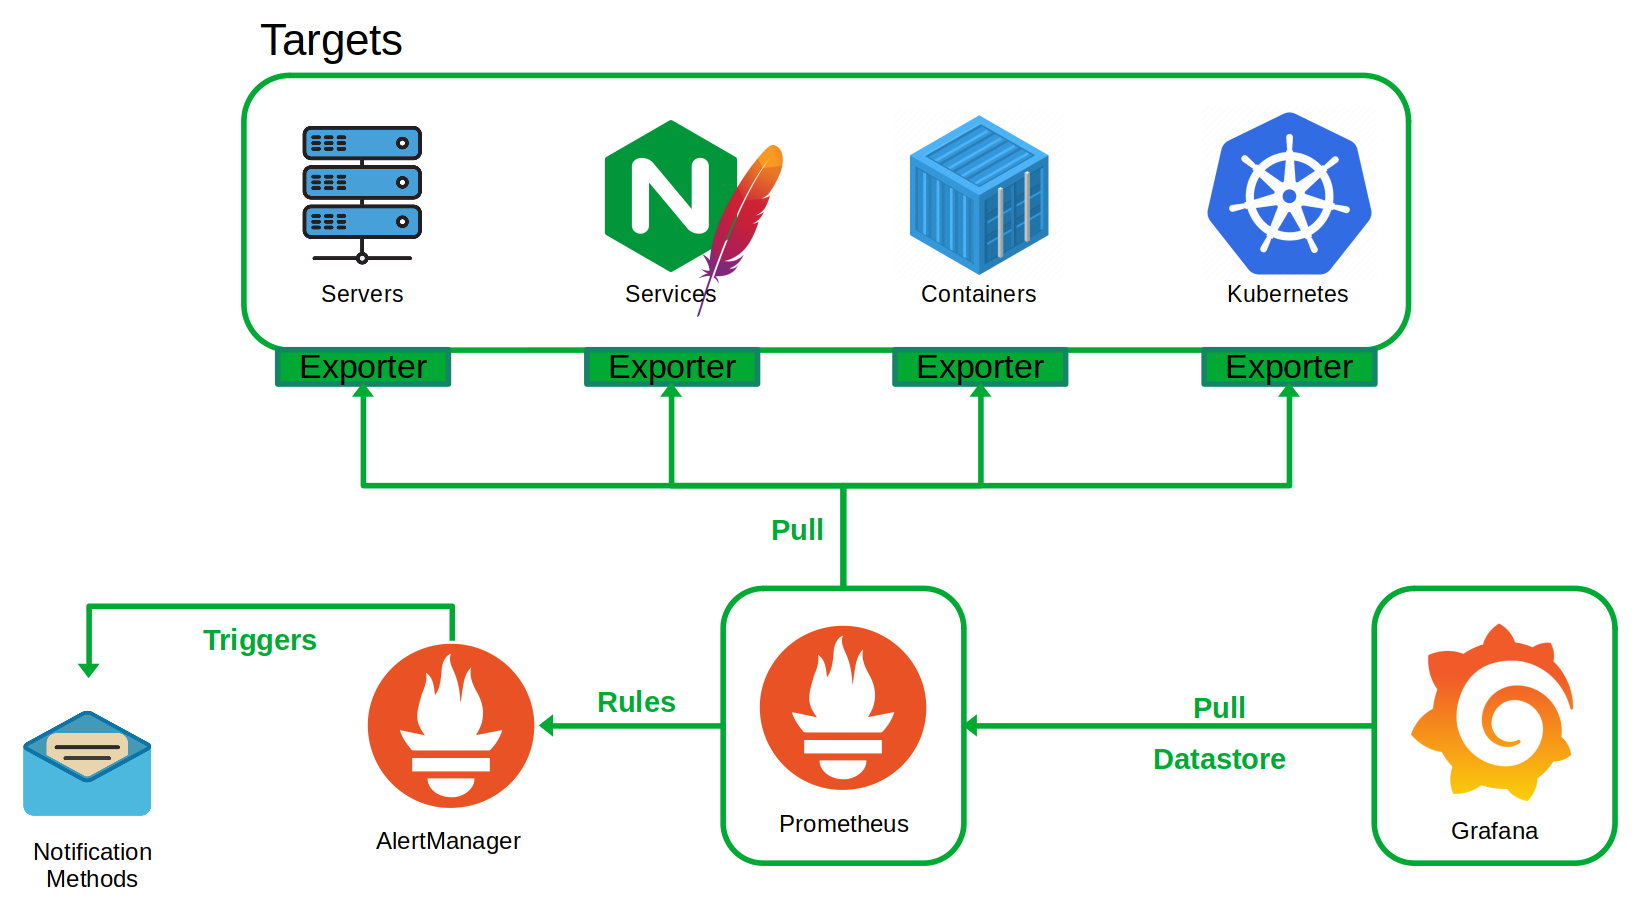 Targets
Servers
Services
Containers
Kubernetes
Exporter
Exporter
Exporter
Exporter
Pull
Triggers
Rules
Pull
Datastore
Prometheus
Grafana
AlertManager
Notification
Methods